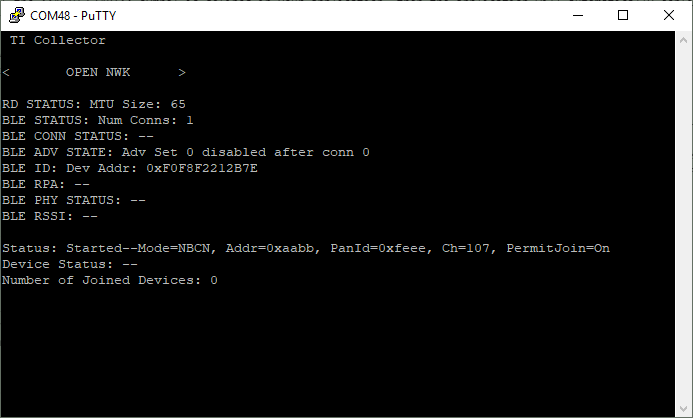 COM48 - PuTTY
TI Collector
< OPEN NWK >
RD STATUS: MTU Size: 65
BLE STATUS: Num Conns: 1
BLE CONN STATUS: --
BLE ADV STATE: Adv Set 0 disabled after conn 0
BLE ID: Dev Addr: 0xF0F8F2212B7E
BLE RPA: --
BLE PHY STATUS: --
BLE RSSI: --
Status: Started--Mode=NBCN, Addr=0xaabb, PanId=0xfeee, Ch=107, PermitJoin=On
Device Status: --
Number of Joined Devices: 0